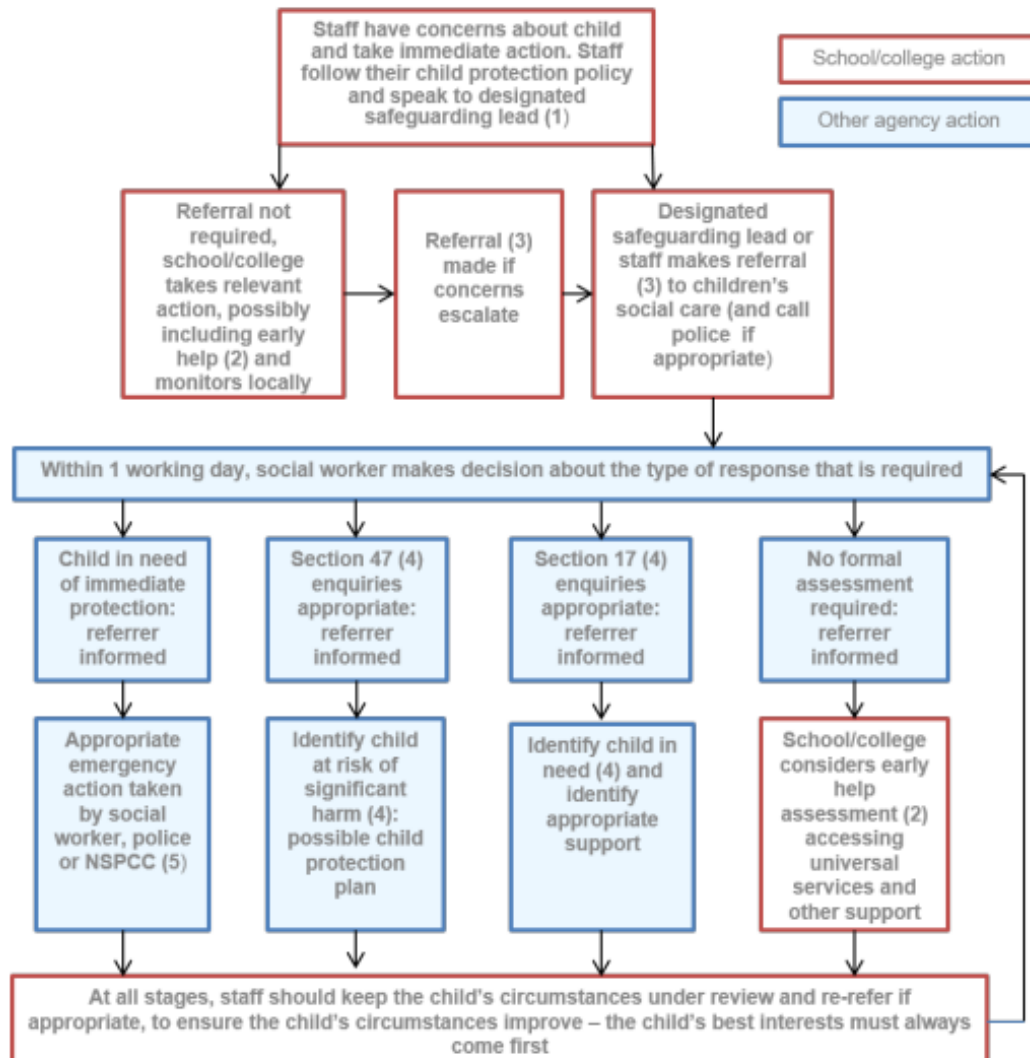 Staff have concerns about child
and take immediate action. Staff
follow their child protection policy
and speak to designated
safeguarding lead (1)
School/college action
Other agency action
Referral not
required,
school/college
takes relevant
action, possibly
including early
help (2) and
monitors locally
Referral (3)
made if
concerns
escalate
Designated
safeguarding lead or
staff makes referral
(3) to children's
social care (and call
police if
appropriate)
Within 1 working day, social worker makes decision about the type of response that is required
Child in need
of immediate
protection:
referrer
informed
Section 47 (4)
enquiries
appropriate:
referrer
informed
Section 17 (4)
enquiries
appropriate:
referrer
informed
No formal
assessment
required:
referrer
informed
Appropriate
emergency
action taken
by social
worker, police
or NSPCC (5)
Identify child
at risk of
significant
harm (4):
possible child
protection
plan
Identify child in
need (4) and
identify
appropriate
support
School/college
considers early
help
assessment (2)
accessing
universal
services and
other support
At all stages, staff should keep the child's circumstances under review and re-refer if
appropriate, to ensure the child's circumstances improve – the child's best interests must always
come first